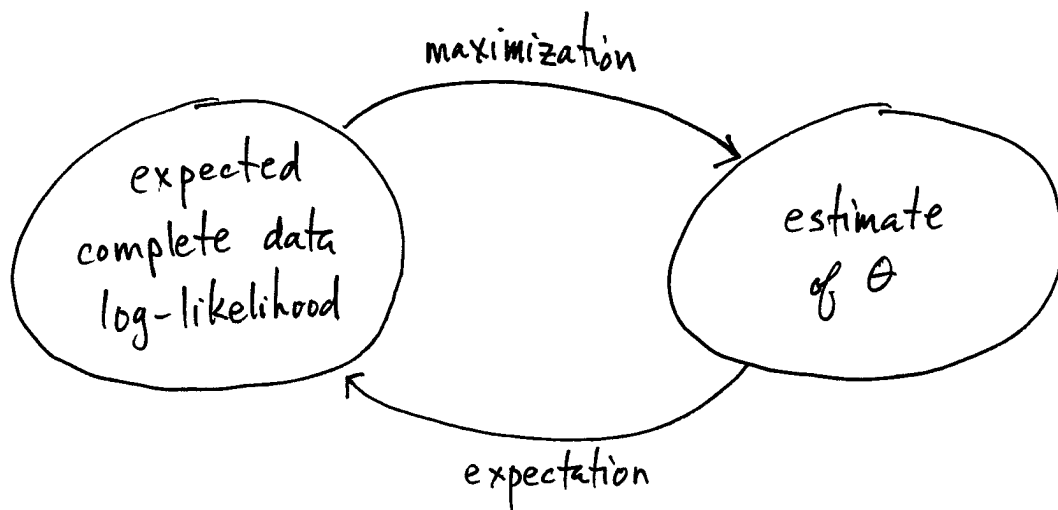 maximization
expected
complete data
log-likelihood
estimate
of θ
expectation